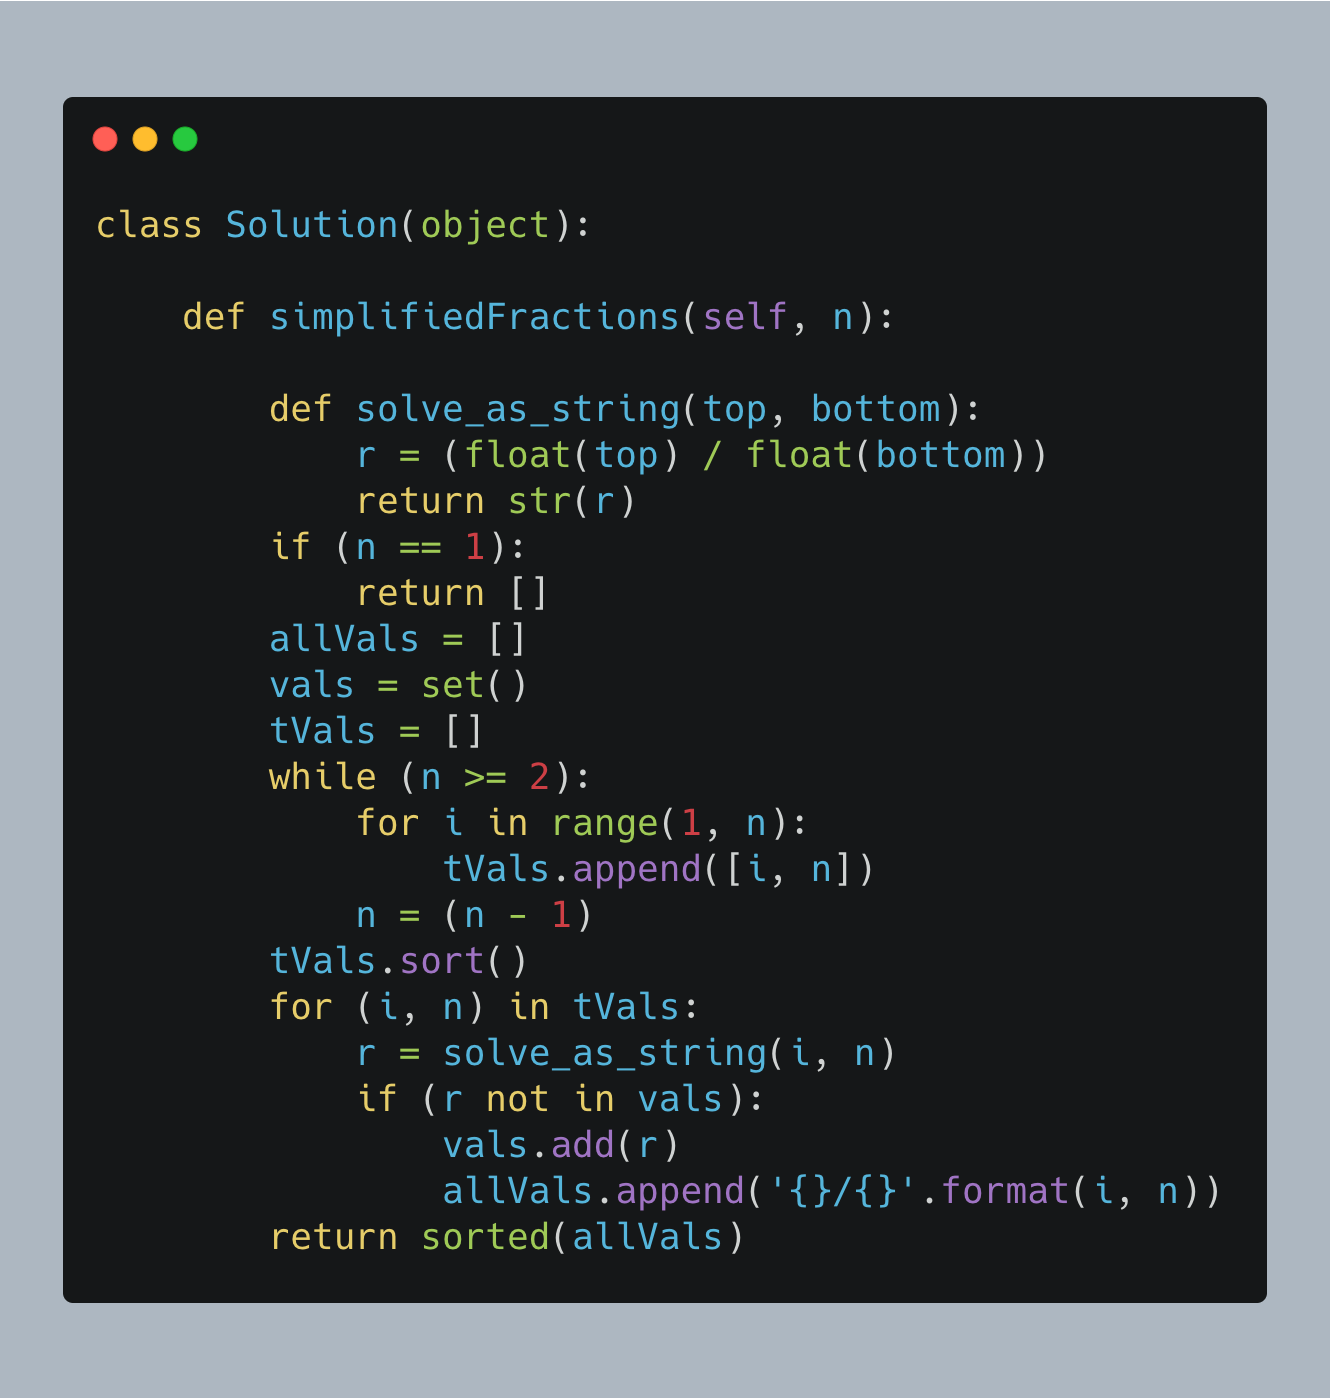 class Solution(object):

    def simplifiedFractions(self, n):

        def solve_as_string(top, bottom):
            r = (float(top) / float(bottom))
            return str(r)
        if (n == 1):
            return []
        allVals = []
        vals = set()
        tVals = []
        while (n >= 2):
            for i in range(1, n):
                tVals.append([i, n])
            n = (n - 1)
        tVals.sort()
        for (i, n) in tVals:
            r = solve_as_string(i, n)
            if (r not in vals):
                vals.add(r)
                allVals.append('{}/{}'.format(i, n))
        return sorted(allVals)